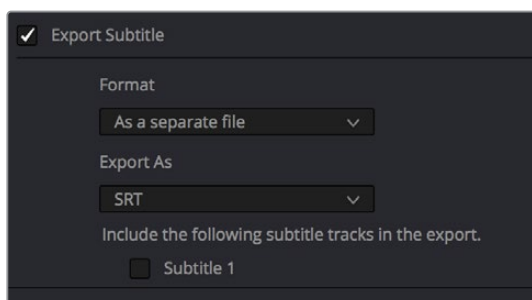 Export Subtitle
Format
As a separate file
Export As
SRT
Include the following subtitle tracks in the export.
Subtitle 1